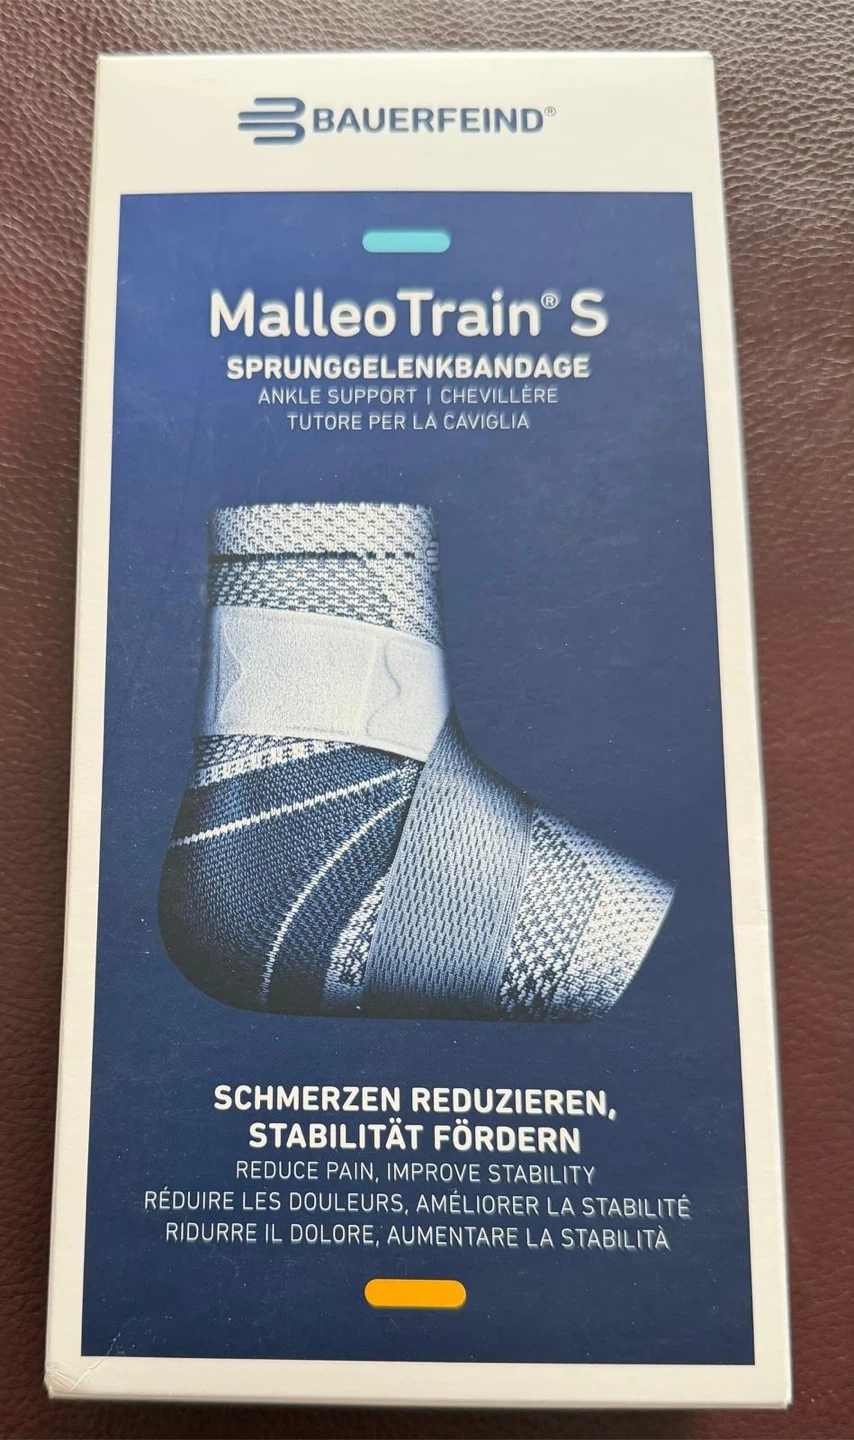 BAUERFEIND®
MalleoTrain® S
SPRUNGGELENKBANDAGE
ANKLE SUPPORT | CHEVILLÈRE
TUTORE PER LA CAVIGLIA
SCHMERZEN REDUZIEREN,
STABILITÄT FÖRDERN
REDUCE PAIN, IMPROVE STABILITY
RÉDUIRE LES DOULEURS, AMÉLIORER LA STABILITÉ
RIDURRE IL DOLORE, AUMENTARE LA STABILITÀ